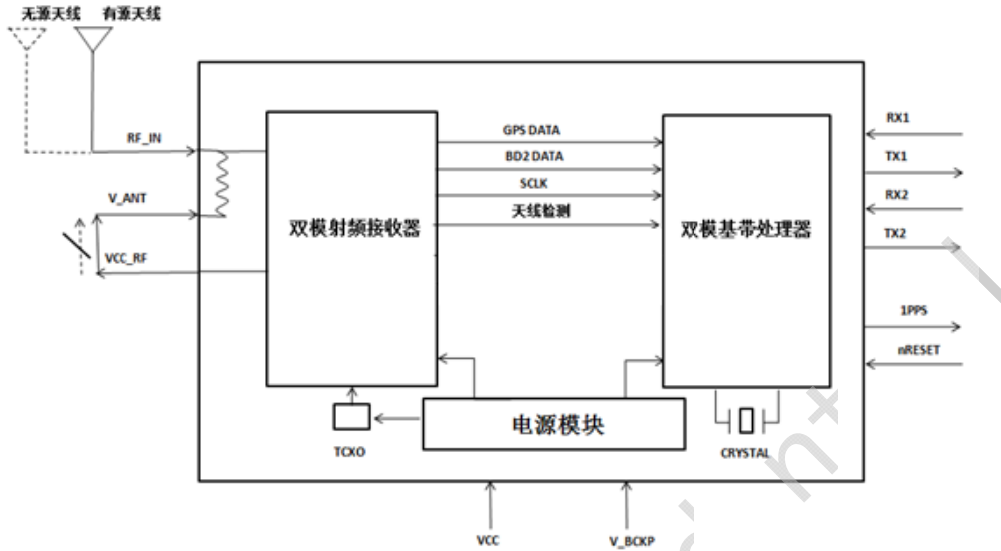 无源天线 有源天线
RF_IN
V_ANT
VCC_RF
双模射频接收器
GPS DATA
BD2 DATA
SCLK
天线检测
双模基带处理器
RX1
TX1
RX2
TX2
1PPS
nRESET
TCXO
电源模块
CRYSTAL
VCC
V_BCKP